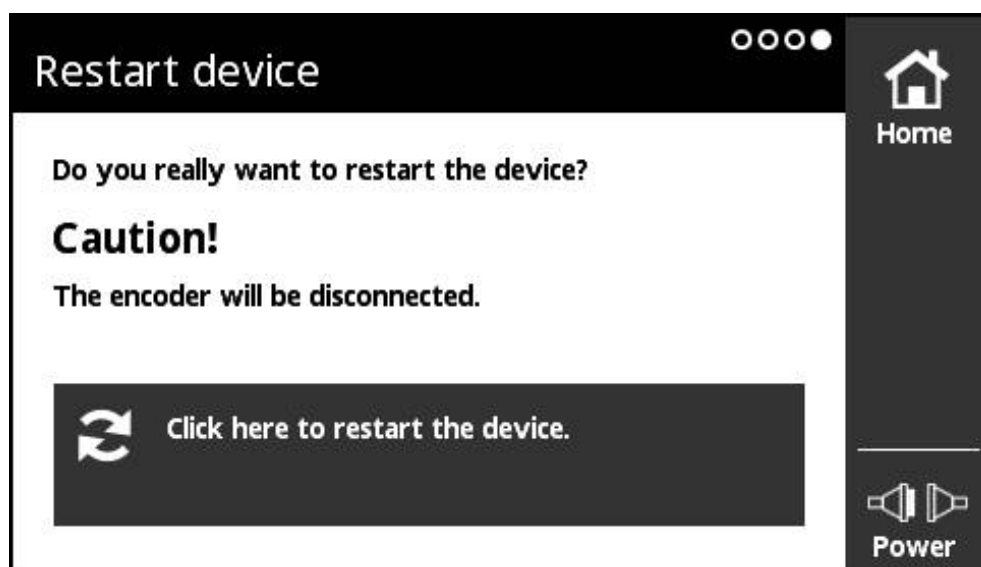 Restart device
Home
Do you really want to restart the device?
Caution!
The encoder will be disconnected.
Click here to restart the device.
Power